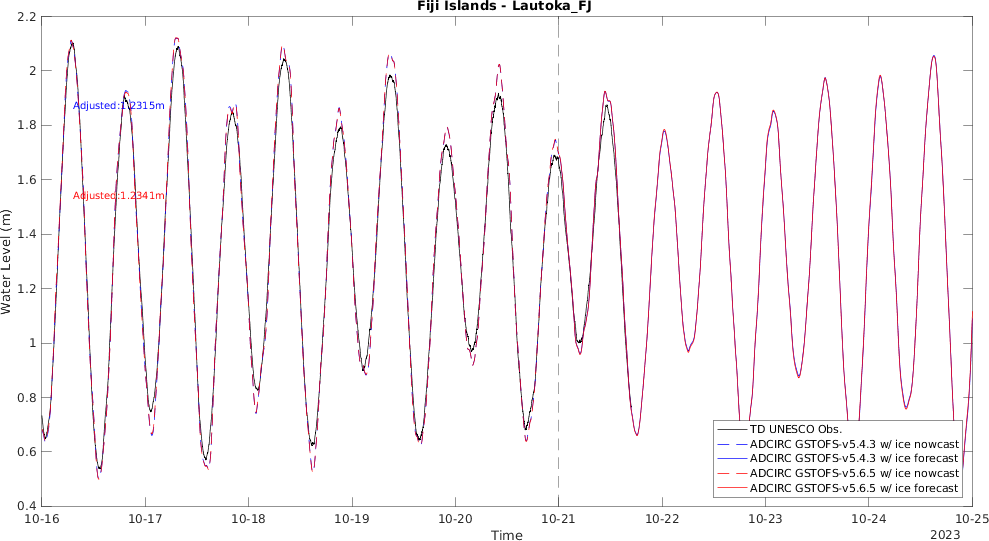 Fiji Islands - Lautoka_FJ
2.2
2
1.8
1.6
1.4
1.2
1
0.8
0.6
0.4
Water Level (m)
Adjusted:1.2315m
Adjusted:1.2341m
TD UNESCO Obs.
ADCIRC GSTOFS-v5.4.3 w/ ice nowcast
ADCIRC GSTOFS-v5.4.3 w/ ice forecast
ADCIRC GSTOFS-v5.6.5 w/ ice nowcast
ADCIRC GSTOFS-v5.6.5 w/ ice forecast
10-16 10-17 10-18 10-19 10-20 10-21 10-22 10-23 10-24 10-25
Time
2023